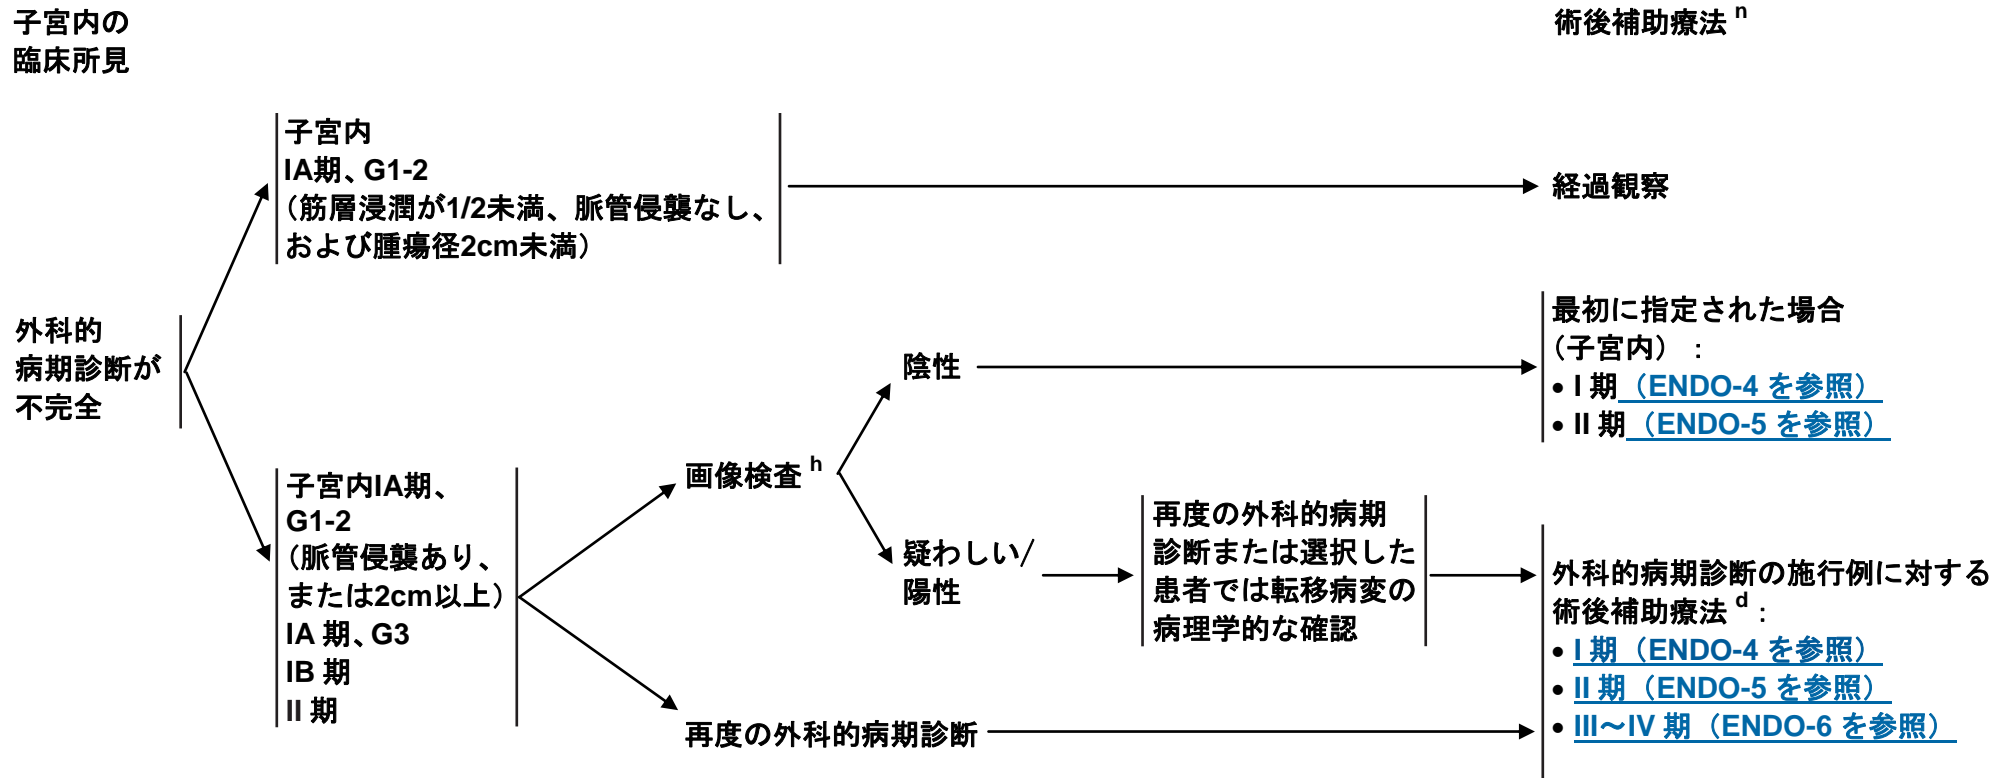 子宮内の
臨床所見
術後補助療法 n
子宮内
IA期、G1-2
（筋層浸潤が1/2未満、脈管侵襲なし、
および腫瘍径2cm未満）
経過観察
外科的
病期診断が
不完全
子宮内IA期、
G1-2
（脈管侵襲あり、
または2cm以上）
IA 期、G3
IB 期
II 期
画像検査 h
陰性
最初に指定された場合
（子宮内）：
• I 期（ENDO-4 を参照）
• II 期（ENDO-5 を参照）
疑わしい/
陽性
再度の外科的病期
診断または選択した
患者では転移病変の
病理学的な確認
再度の外科的病期診断
外科的病期診断の施行例に対する
術後補助療法 d：
• I 期（ENDO-4 を参照）
• II 期（ENDO-5 を参照）
• III～IV 期（ENDO-6 を参照）